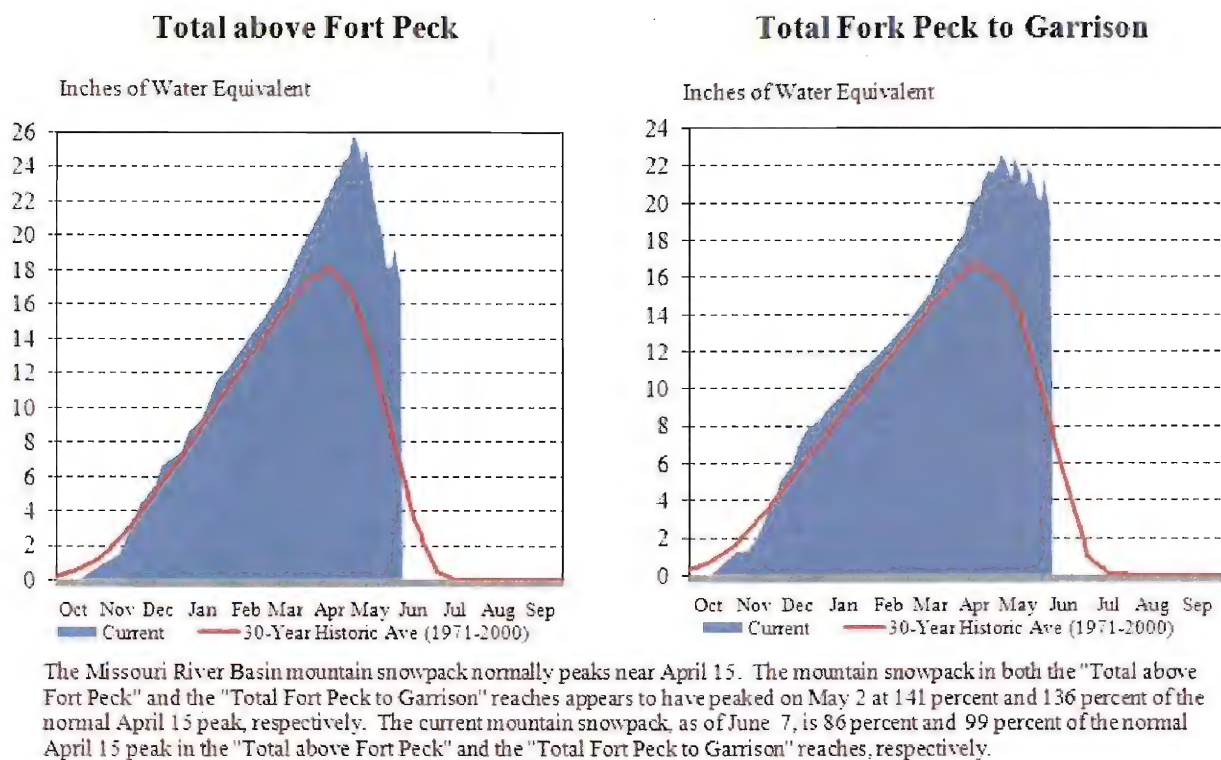 Total above Fort Peck
Inches of Water Equivalent
26
24
22
20
18
16
14
12
10
8
6
4
2
0
Oct Nov Dec Jan Feb Mar Apr May Jun Jul Aug Sep
Current 30-Year Historic Ave (1971-2000)
Total Fork Peck to Garrison
Inches of Water Equivalent
24
22
20
18
16
14
12
10
8
6
4
2
0
Oct Nov Dec Jan Feb Mar Apr May Jun Jul Aug Sep
Current 30-Year Historic Ave (1971-2000)
The Missouri River Basin mountain snowpack normally peaks near April 15. The mountain snowpack in both the "Total above
Fort Peck" and the "Total Fort Peck to Garrison" reaches appears to have peaked on May 2 at 141 percent and 136 percent of the
normal April 15 peak, respectively. The current mountain snowpack, as of June 7, is 86 percent and 99 percent of the normal
April 15 peak in the "Total above Fort Peck" and the "Total Fort Peck to Garrison" reaches, respectively.